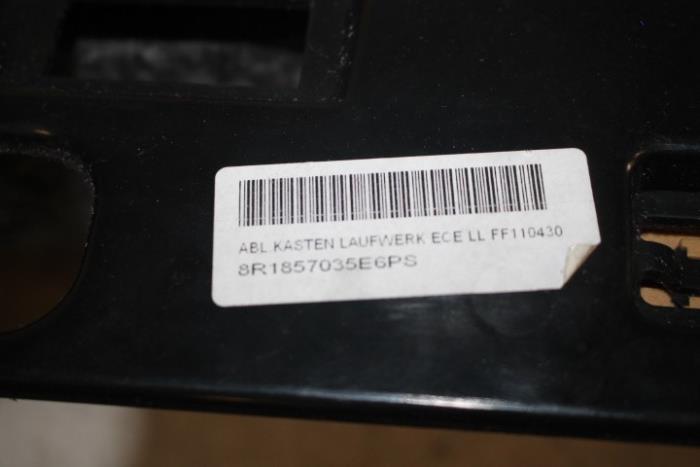 ABL.KASTEN LAUFWERK ECE LL FF110430
8R1857035E6PS